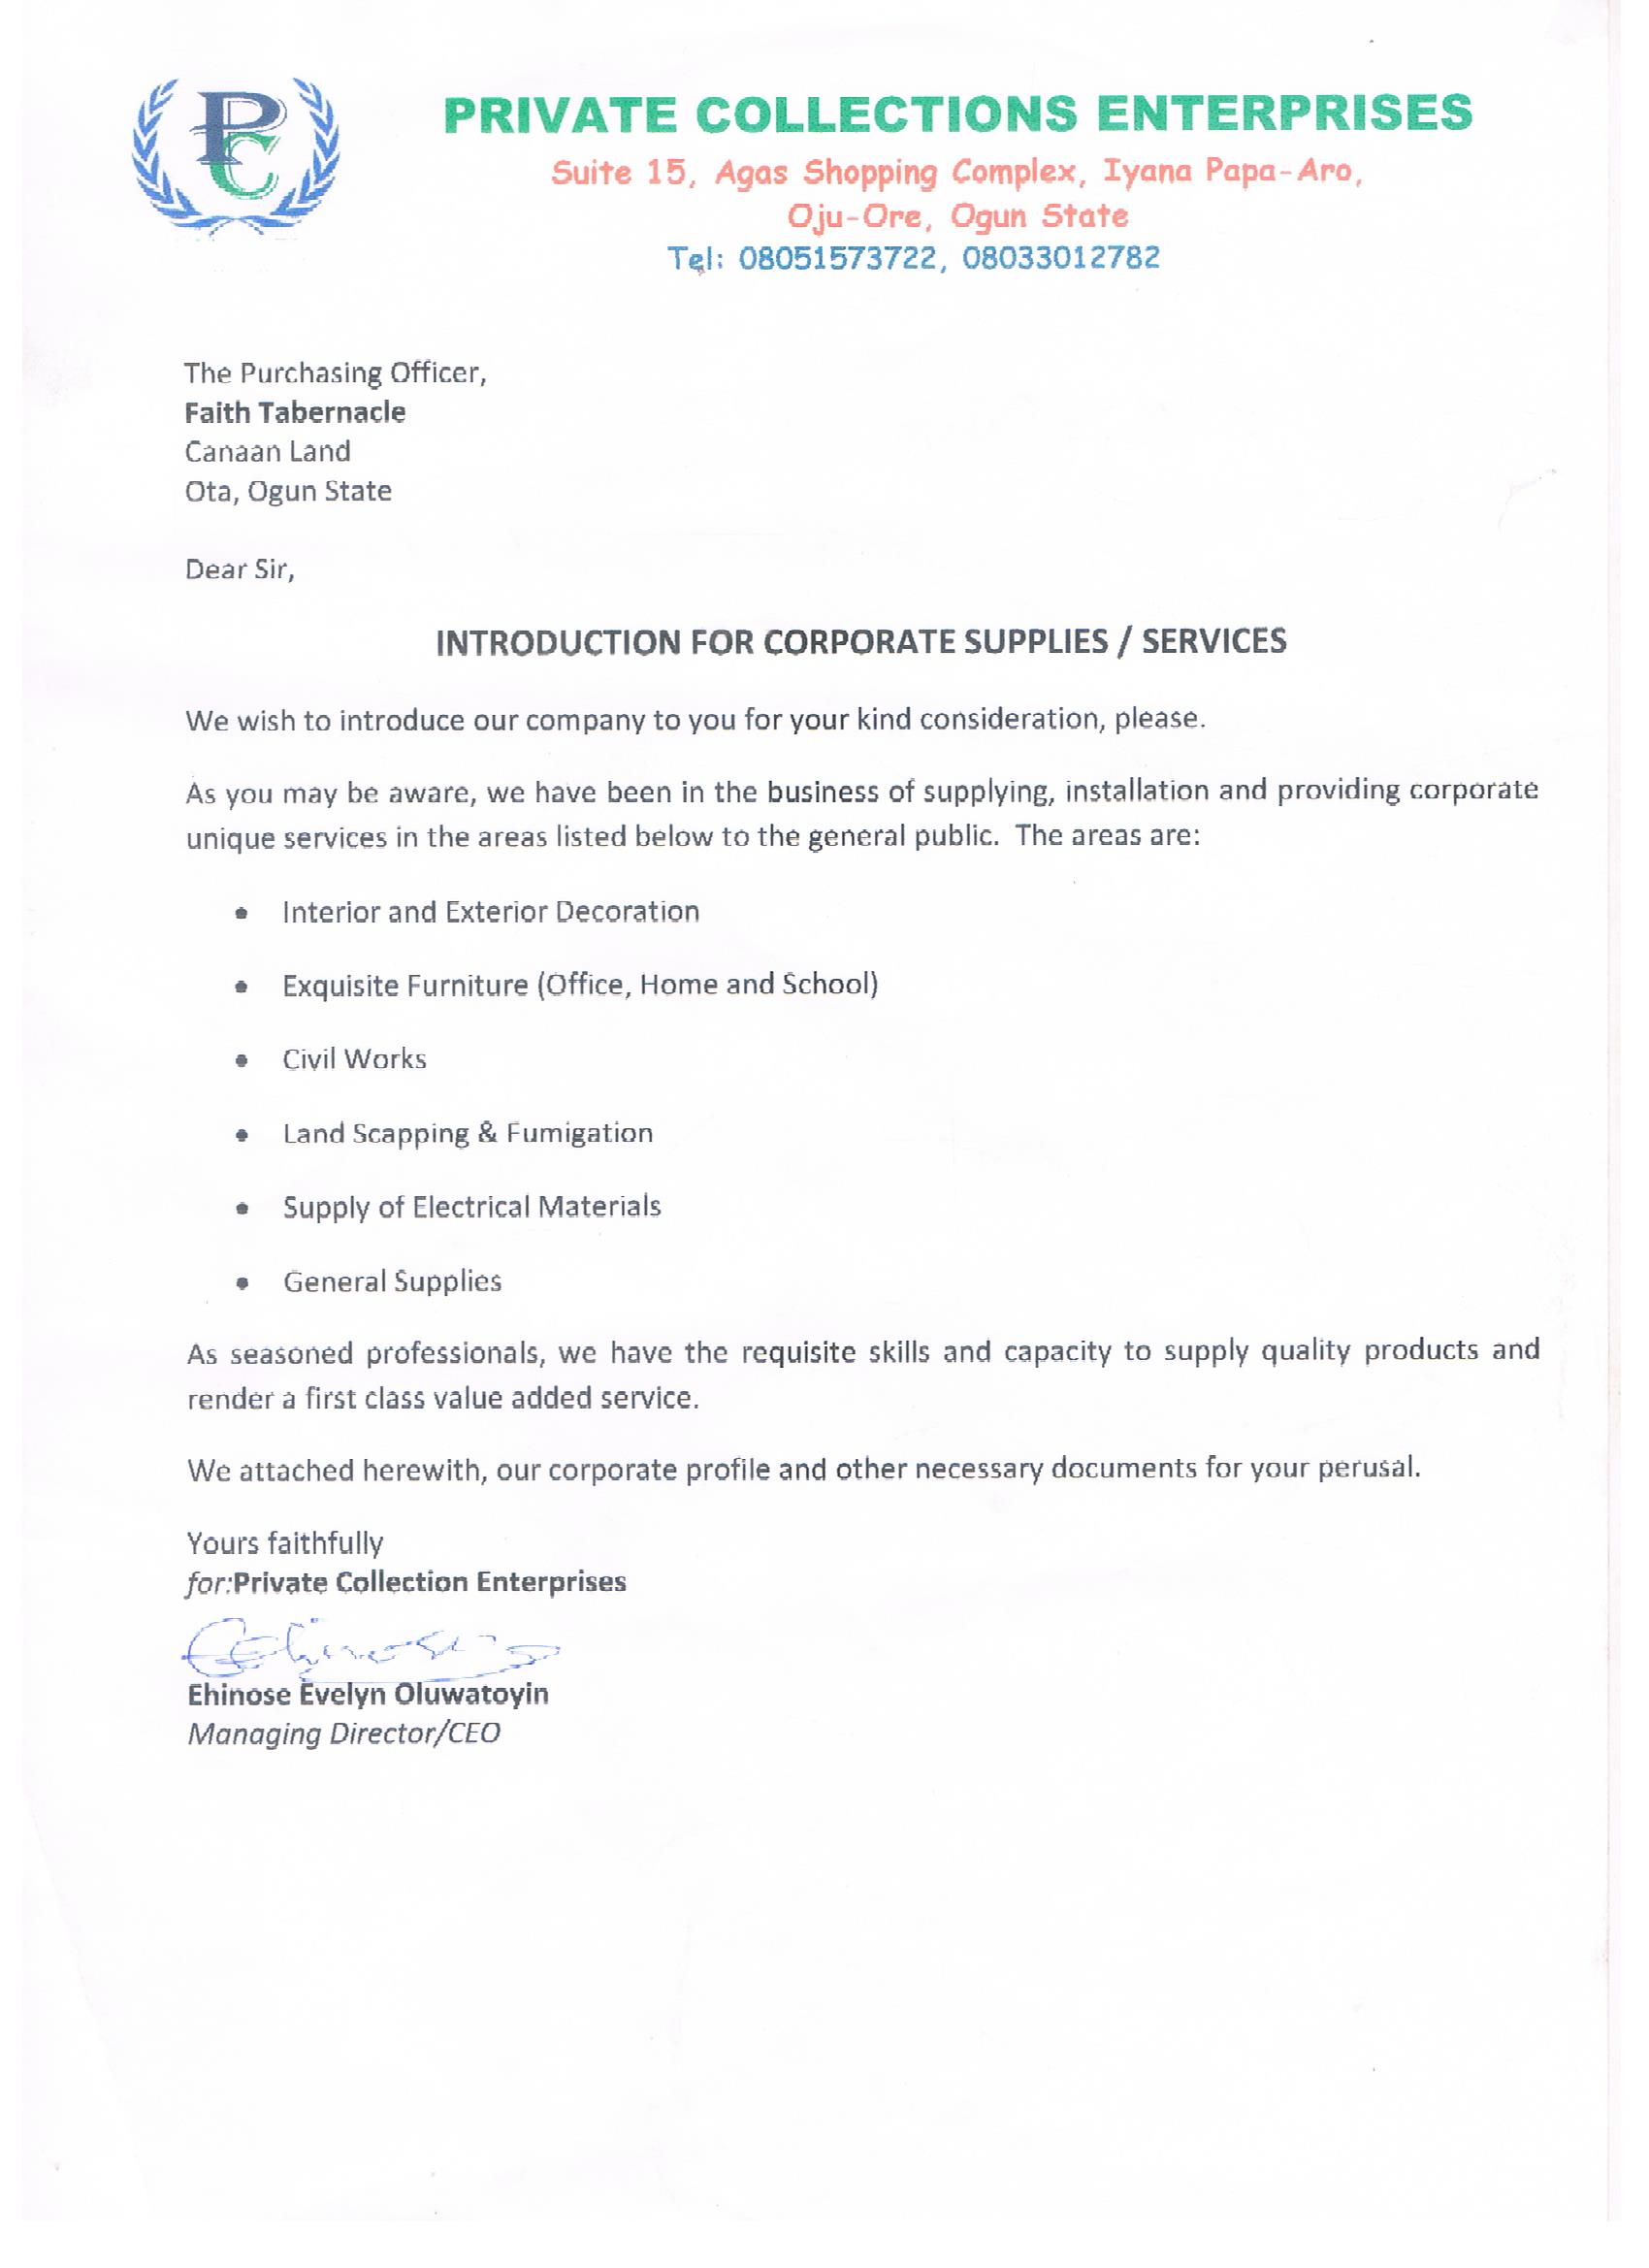 PC
PRIVATE COLLECTIONS ENTERPRISES
Suite 15, Agas Shopping Complex, Iyana Papa-Aro,
Oju-Ore, Ogun State
Tel: 08051573722, 08033012782
The Purchasing Officer,
Faith Tabernacle
Canaan Land
Ota, Ogun State
Dear Sir,
INTRODUCTION FOR CORPORATE SUPPLIES / SERVICES
We wish to introduce our company to you for your kind consideration, please.
As you may be aware, we have been in the business of supplying, installation and providing corporate
unique services in the areas listed below to the general public. The areas are:
• Interior and Exterior Decoration
• Exquisite Furniture (Office, Home and School)
• Civil Works
• Land Scapping & Fumigation
• Supply of Electrical Materials
• General Supplies
As seasoned professionals, we have the requisite skills and capacity to supply quality products and
render a first class value added service.
We attached herewith, our corporate profile and other necessary documents for your perusal.
Yours faithfully
for:Private Collection Enterprises
Ehinose Evelyn Oluwatoyin
Managing Director/CEO